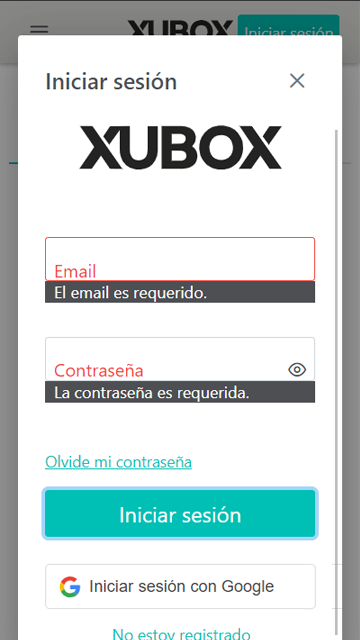 XUBOX
Iniciar sesión
Iniciar sesión
XUBOX
Email
El email es requerido.
Contraseña
La contraseña es requerida.
Olvide mi contraseña
Iniciar sesión
Iniciar sesión con Google
No estoy registrado